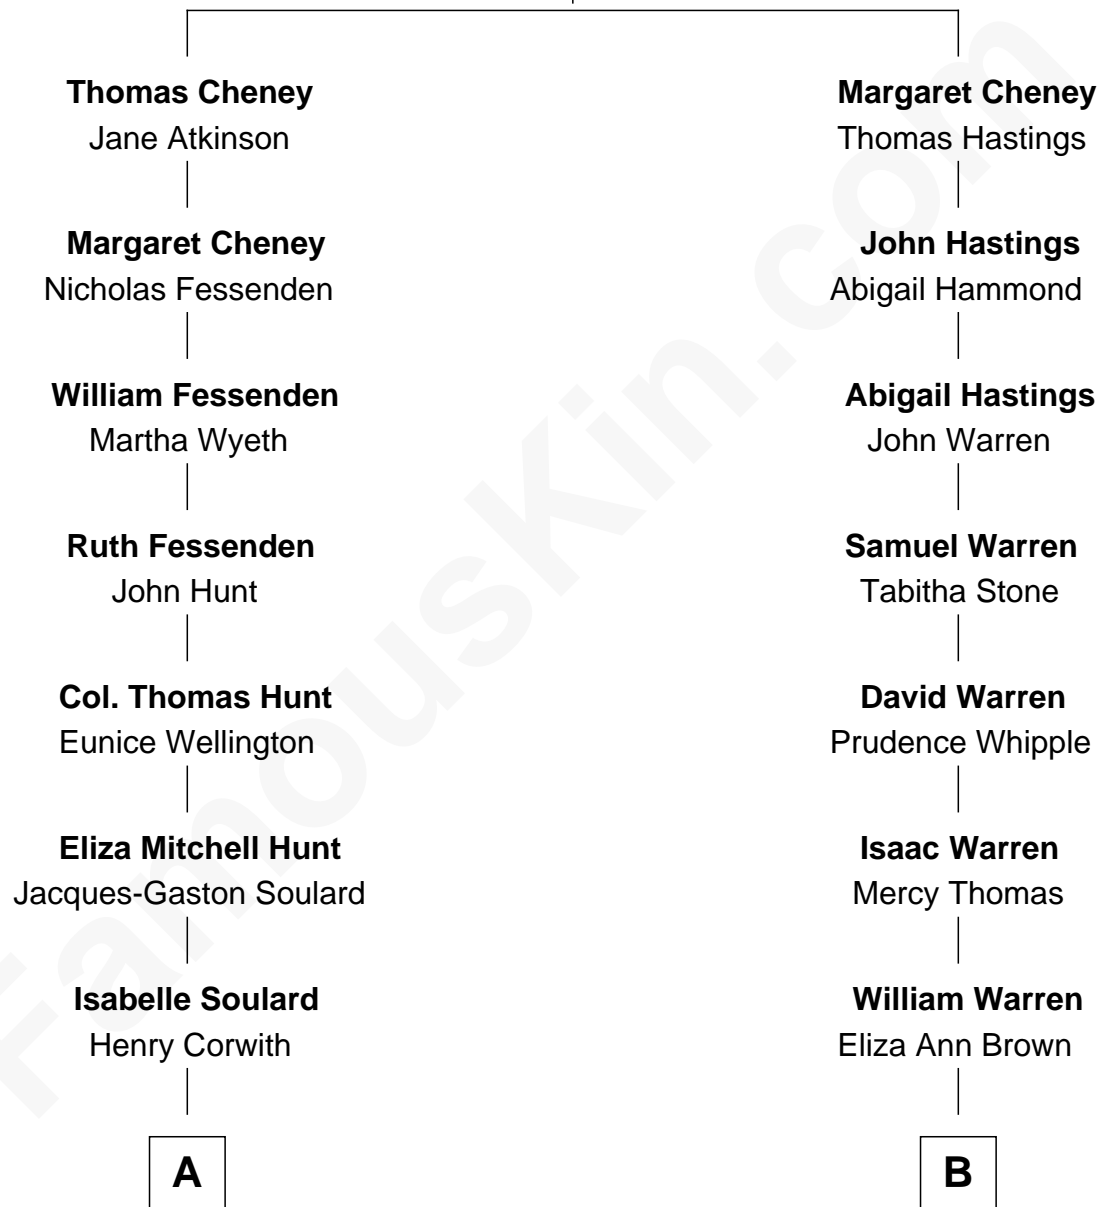 Thomas Cheney
Jane Atkinson
Margaret Cheney
Nicholas Fessenden
William Fessenden
Martha Wyeth
Ruth Fessenden
John Hunt
Col. Thomas Hunt
Eunice Wellington
Eliza Mitchell Hunt
Jacques-Gaston Soulard
Isabelle Soulard
Henry Corwith
A
Margaret Cheney
Thomas Hastings
John Hastings
Abigail Hammond
Abigail Hastings
John Warren
Samuel Warren
Tabitha Stone
David Warren
Prudence Whipple
Isaac Warren
Mercy Thomas
William Warren
Eliza Ann Brown
B
FamousKin.com